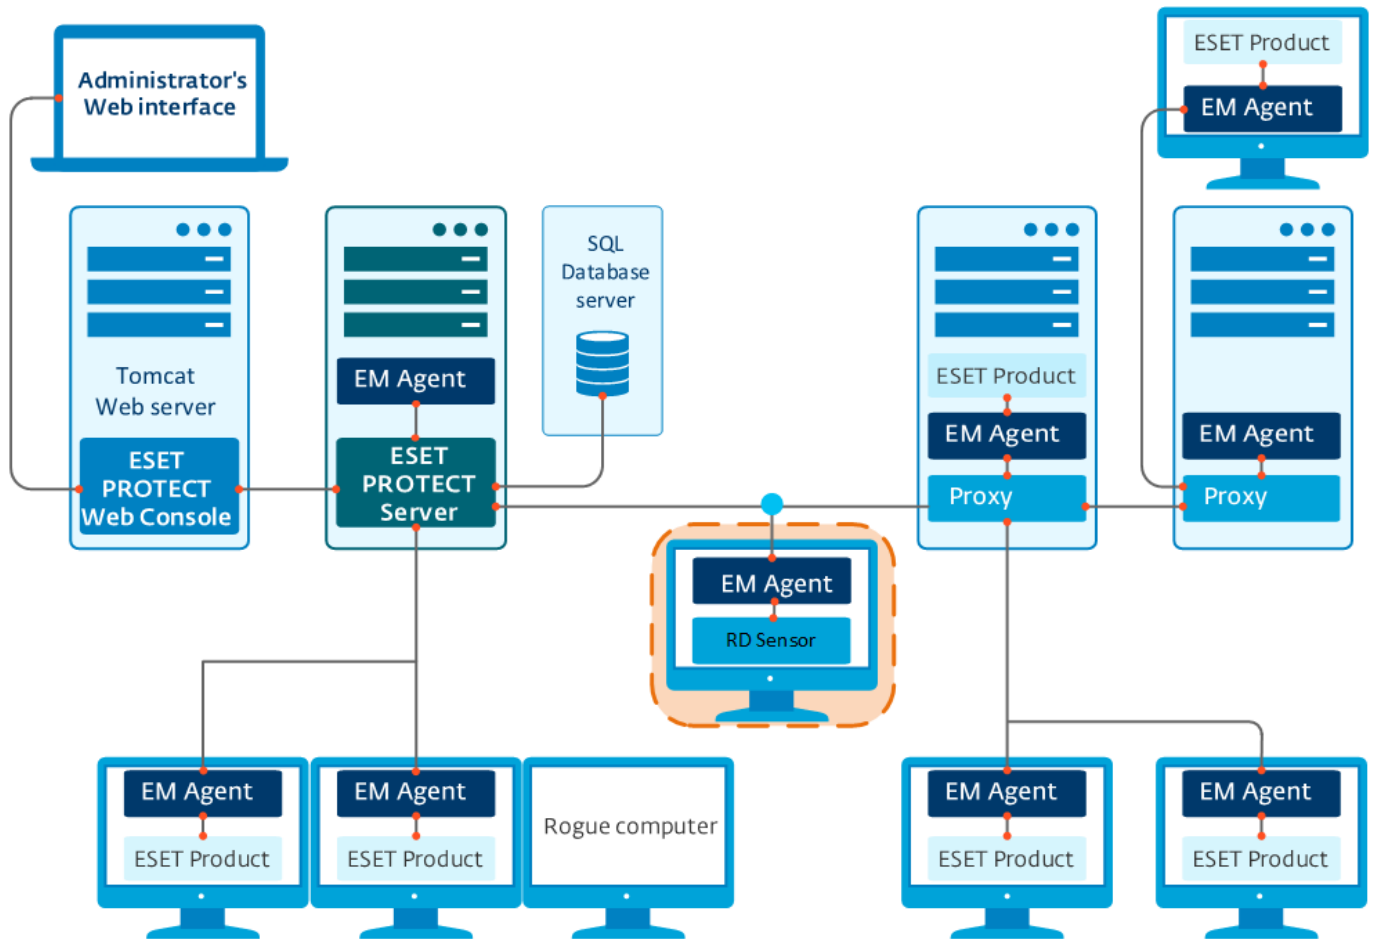 Administrator's
Web interface
ESET Product
EM Agent
Tomcat
Web server
ESET
PROTECT
Web Console
EM Agent
ESET
PROTECT
Server
SQL
Database
server
ESET Product
EM Agent
Proxy
EM Agent
Proxy
EM Agent
RD Sensor
EM Agent
ESET Product
EM Agent
ESET Product
Rogue computer
EM Agent
ESET Product
EM Agent
ESET Product